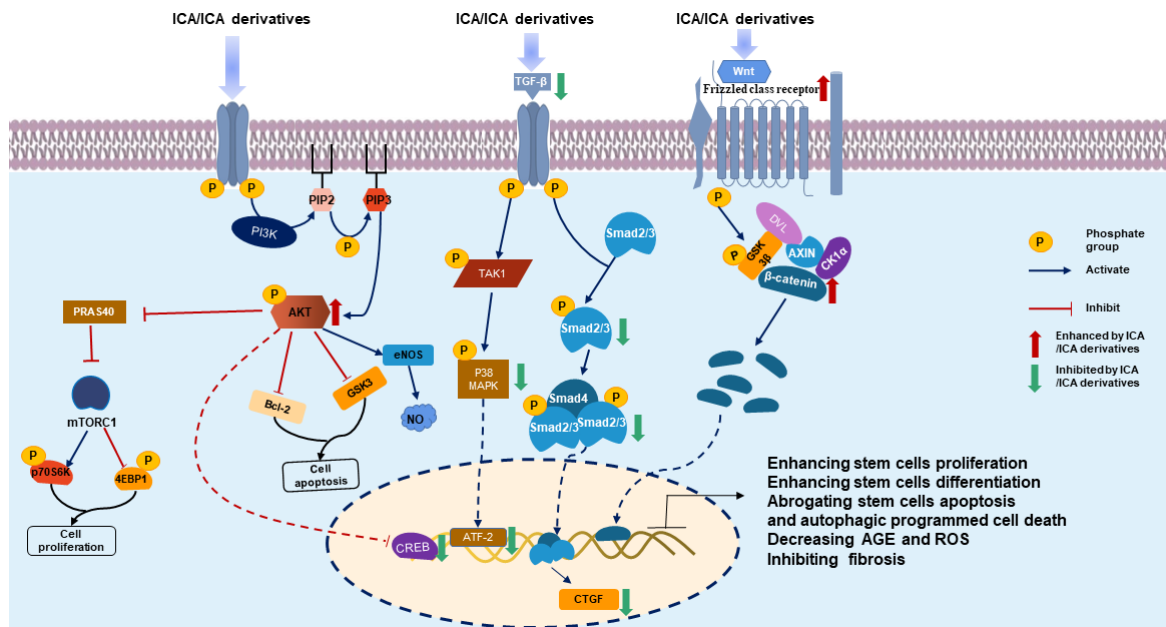 ICA/ICA derivatives
ICA/ICA derivatives
ICA/ICA derivatives
TGF-β
Wnt
Frizzled class receptor
P
P
P
P
PIP2
PIP3
PI3K
P
Smad2/3
P
DVL
P
GSK
3β
AXIN
CK1α
β-catenin
P
TAK1
P
Phosphate
group
Activate
Inhibit
Enhanced by ICA
/ICA derivatives
Inhibited by ICA
/ICA derivatives
PRAS40
P
AKT
P
Smad2/3
eNOS
P
P38
MAPK
Bcl-2
GSK3
NO
mTORC1
Smad4
P
P
Smad2/3
Smad2/3
P
p70S6K
P
4EBP1
Cell
apoptosis
Cell
proliferation
CREB
ATF-2
CTGF
Enhancing stem cells proliferation
Enhancing stem cells differentiation
Abrogating stem cells apoptosis
and autophagic programmed cell death
Decreasing AGE and ROS
Inhibiting fibrosis